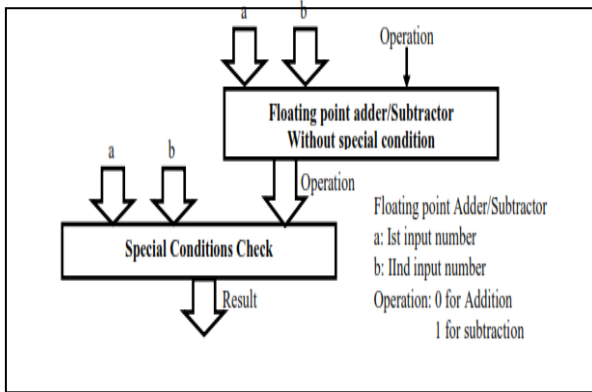 a b
Operation
Floating point adder/Subtractor
Without special condition
a b
Operation
Special Conditions Check
Result
Floating point Adder/Subtractor
a: Ist input number
b: IInd input number
Operation: 0 for Addition
1 for subtraction